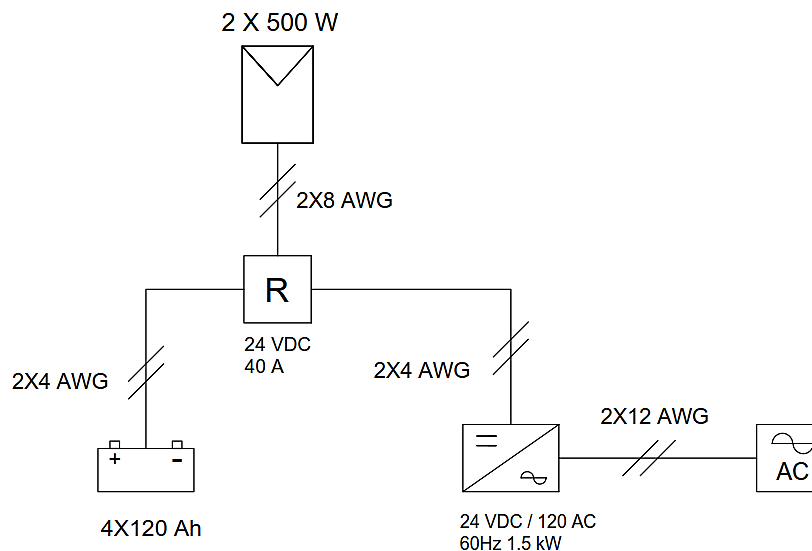 2 X 500 W
2X8 AWG
R
24 VDC
40 A
2X4 AWG
2X4 AWG
2X12 AWG
+ -
AC
4X120 Ah
24 VDC / 120 AC
60Hz 1.5 kW